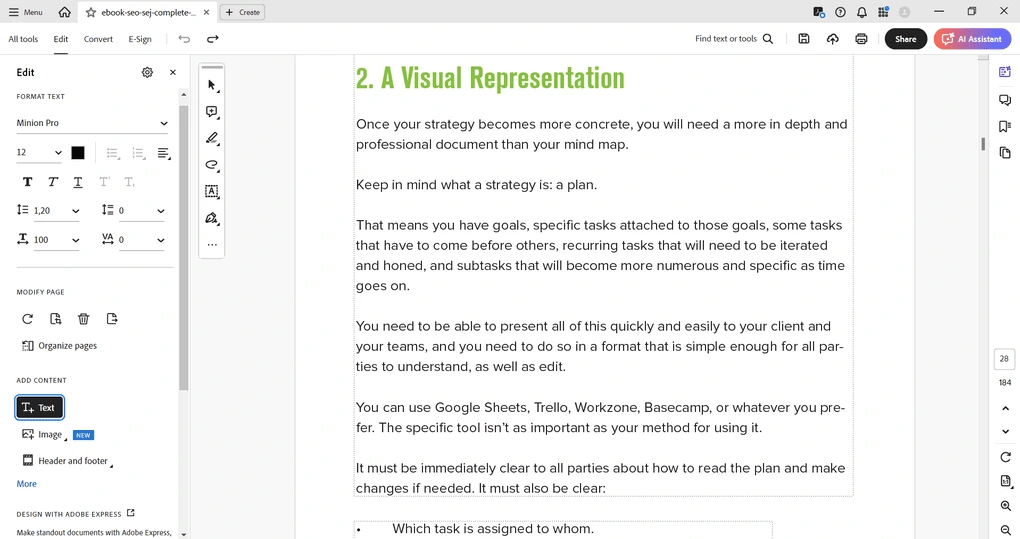 Menu
ebook-seo-sej-complete-...
Create
All tools
Edit
Convert
E-Sign
Find text or tools
Share
AI Assistant
Edit
FORMAT TEXT
Minion Pro
12
1,20
0
100
VA
0
MODIFY PAGE
Organize pages
ADD CONTENT
Text
Image
NEW
Header and footer
More
DESIGN WITH ADOBE EXPRESS
Make standout documents with Adobe Express,
2. A Visual Representation
Once your strategy becomes more concrete, you will need a more in depth and
professional document than your mind map.
Keep in mind what a strategy is: a plan.
That means you have goals, specific tasks attached to those goals, some tasks
that have to come before others, recurring tasks that will need to be iterated
and honed, and subtasks that will become more numerous and specific as time
goes on.
You need to be able to present all of this quickly and easily to your client and
your teams, and you need to do so in a format that is simple enough for all par-
ties to understand, as well as edit.
You can use Google Sheets, Trello, Workzone, Basecamp, or whatever you pre-
fer. The specific tool isn't as important as your method for using it.
It must be immediately clear to all parties about how to read the plan and make
changes if needed. It must also be clear:
• Which task is assigned to whom.
28
184